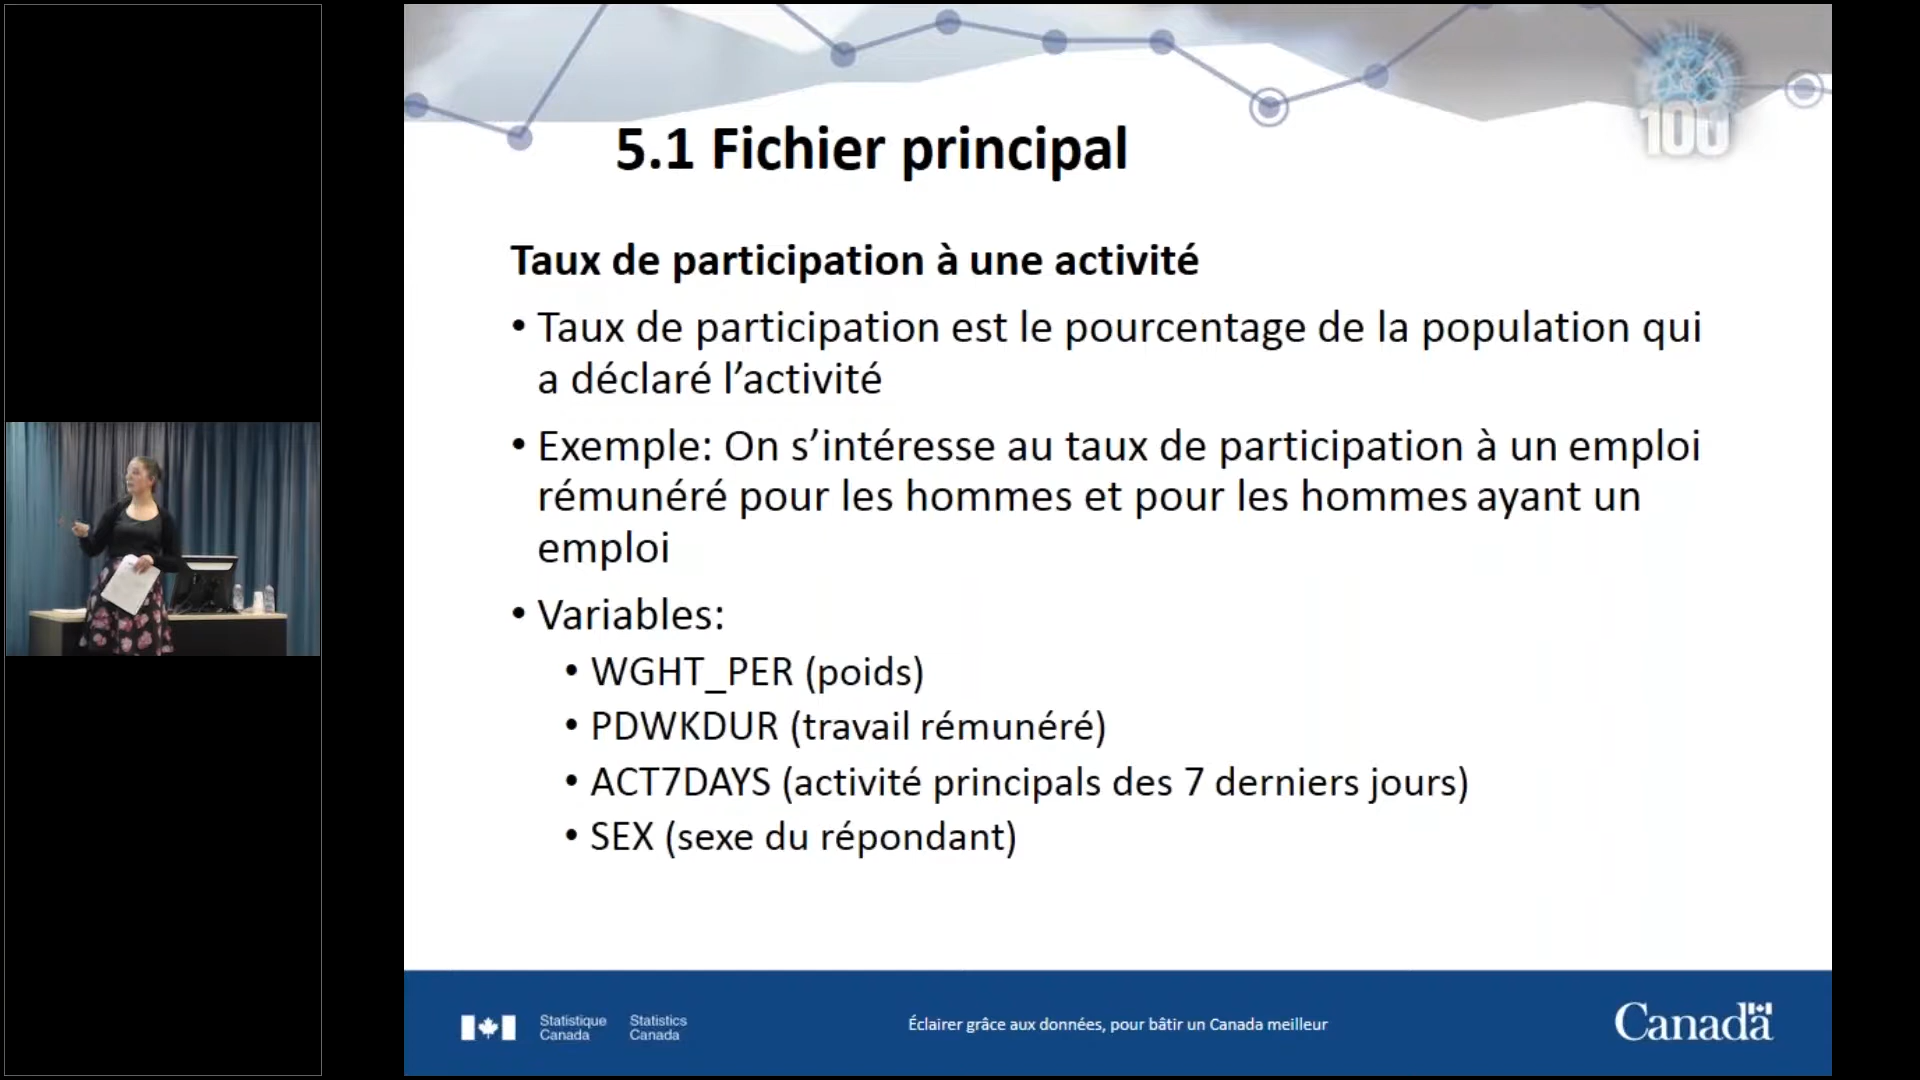 100
5.1 Fichier principal
Taux de participation à une activité
• Taux de participation est le pourcentage de la population qui
a déclaré l’activité
• Exemple: On s’intéresse au taux de participation à un emploi
rémunéré pour les hommes et pour les hommes ayant un
emploi
• Variables:
• WGHT_PER (poids)
• PDWKDUR (travail rémunéré)
• ACT7DAYS (activité principals des 7 derniers jours)
• SEX (sexe du répondant)
Statistique Statistics
Canada Canada
Éclairer grâce aux données, pour bâtir un Canada meilleur
Canada